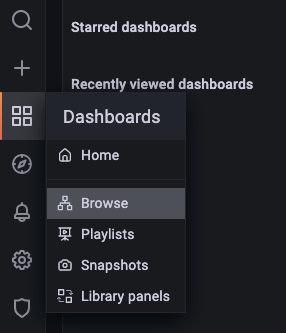 Starred dashboards
Recently viewed dashboards
Dashboards
Home
Browse
Playlists
Snapshots
Library panels